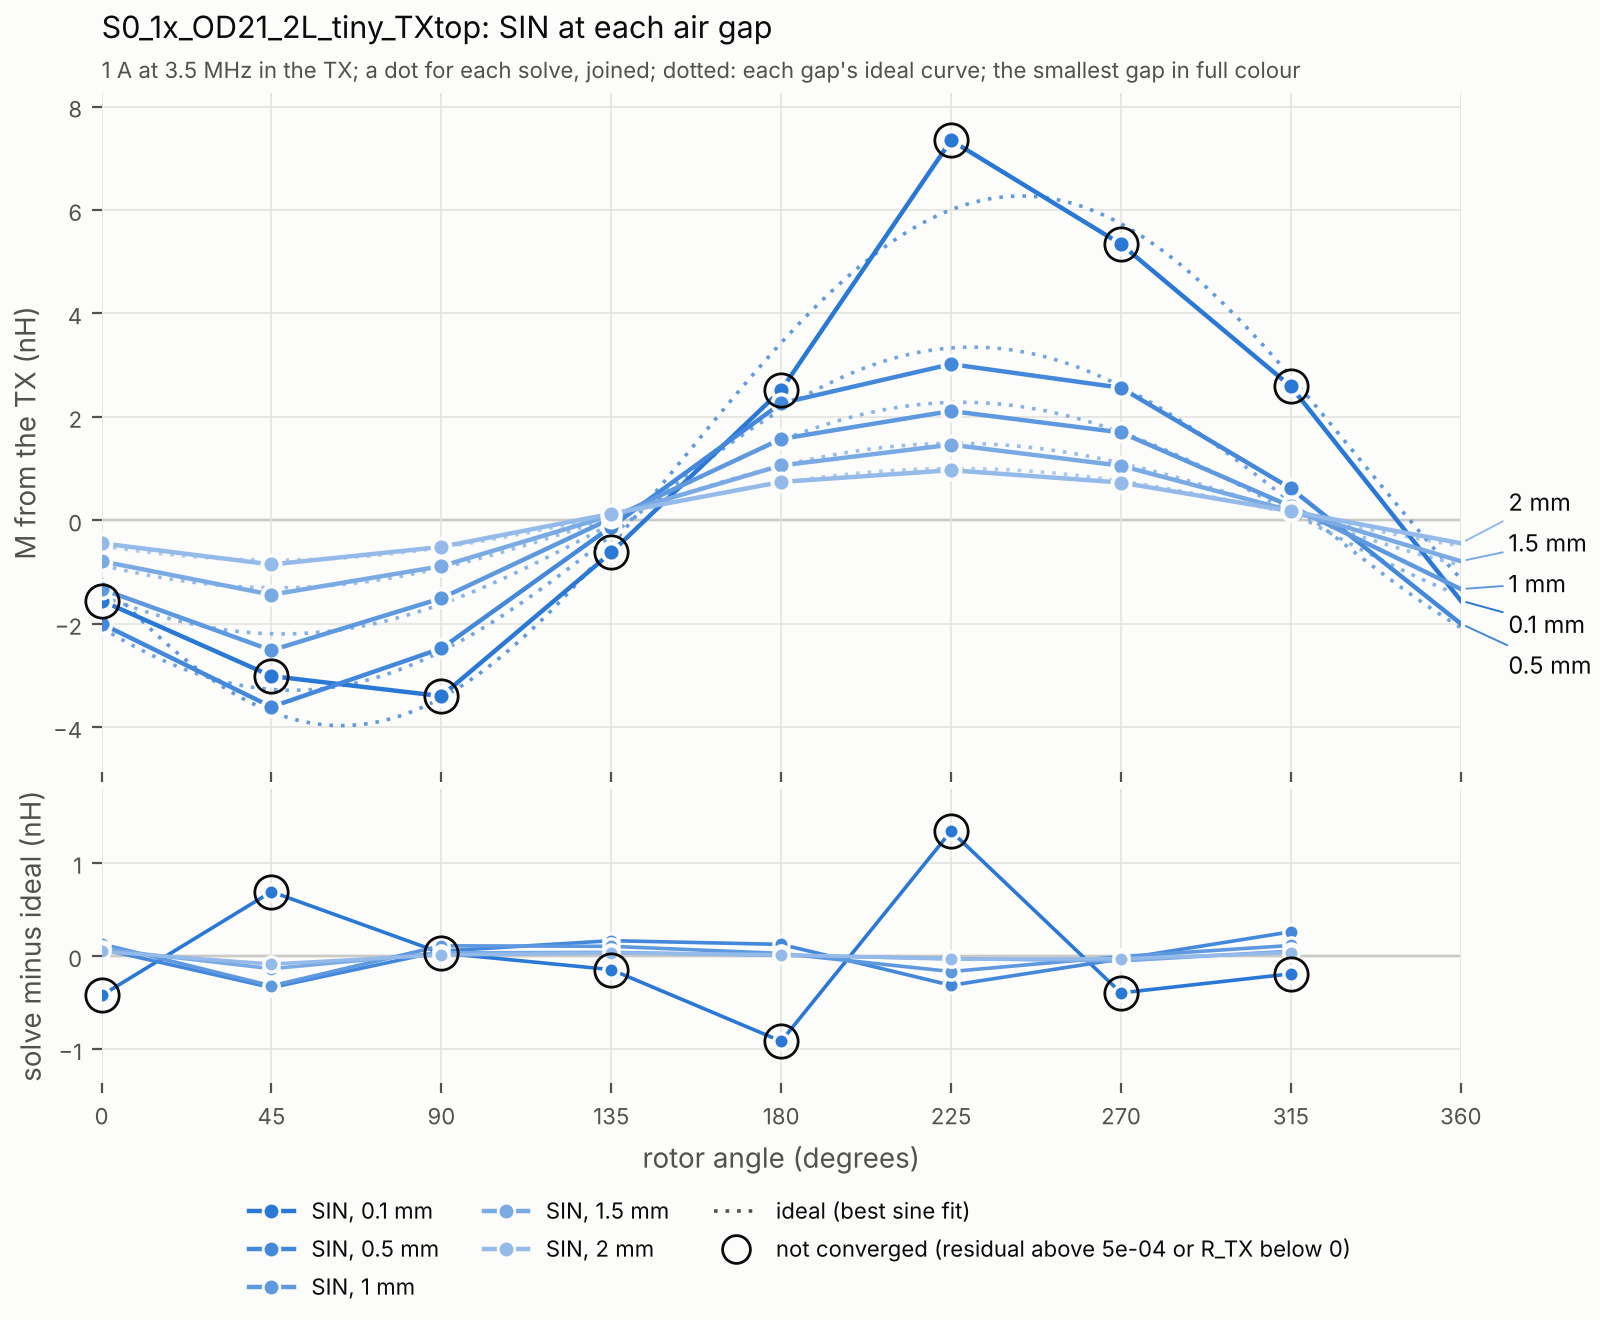 S0_1x_OD21_2L_tiny_TXtop: SIN at each air gap
1 A at 3.5 MHz in the TX; a dot for each solve, joined; dotted: each gap's ideal curve; the smallest gap in full colour
M from the TX (nH)
8
6
4
2
0
−2
−4
2 mm
1.5 mm
1 mm
0.1 mm
0.5 mm
solve minus ideal (nH)
1
0
−1
0 45 90 135 180 225 270 315 360
rotor angle (degrees)
SIN, 0.1 mm SIN, 1.5 mm ideal (best sine fit)
SIN, 0.5 mm SIN, 2 mm not converged (residual above 5e-04 or R_TX below 0)
SIN, 1 mm